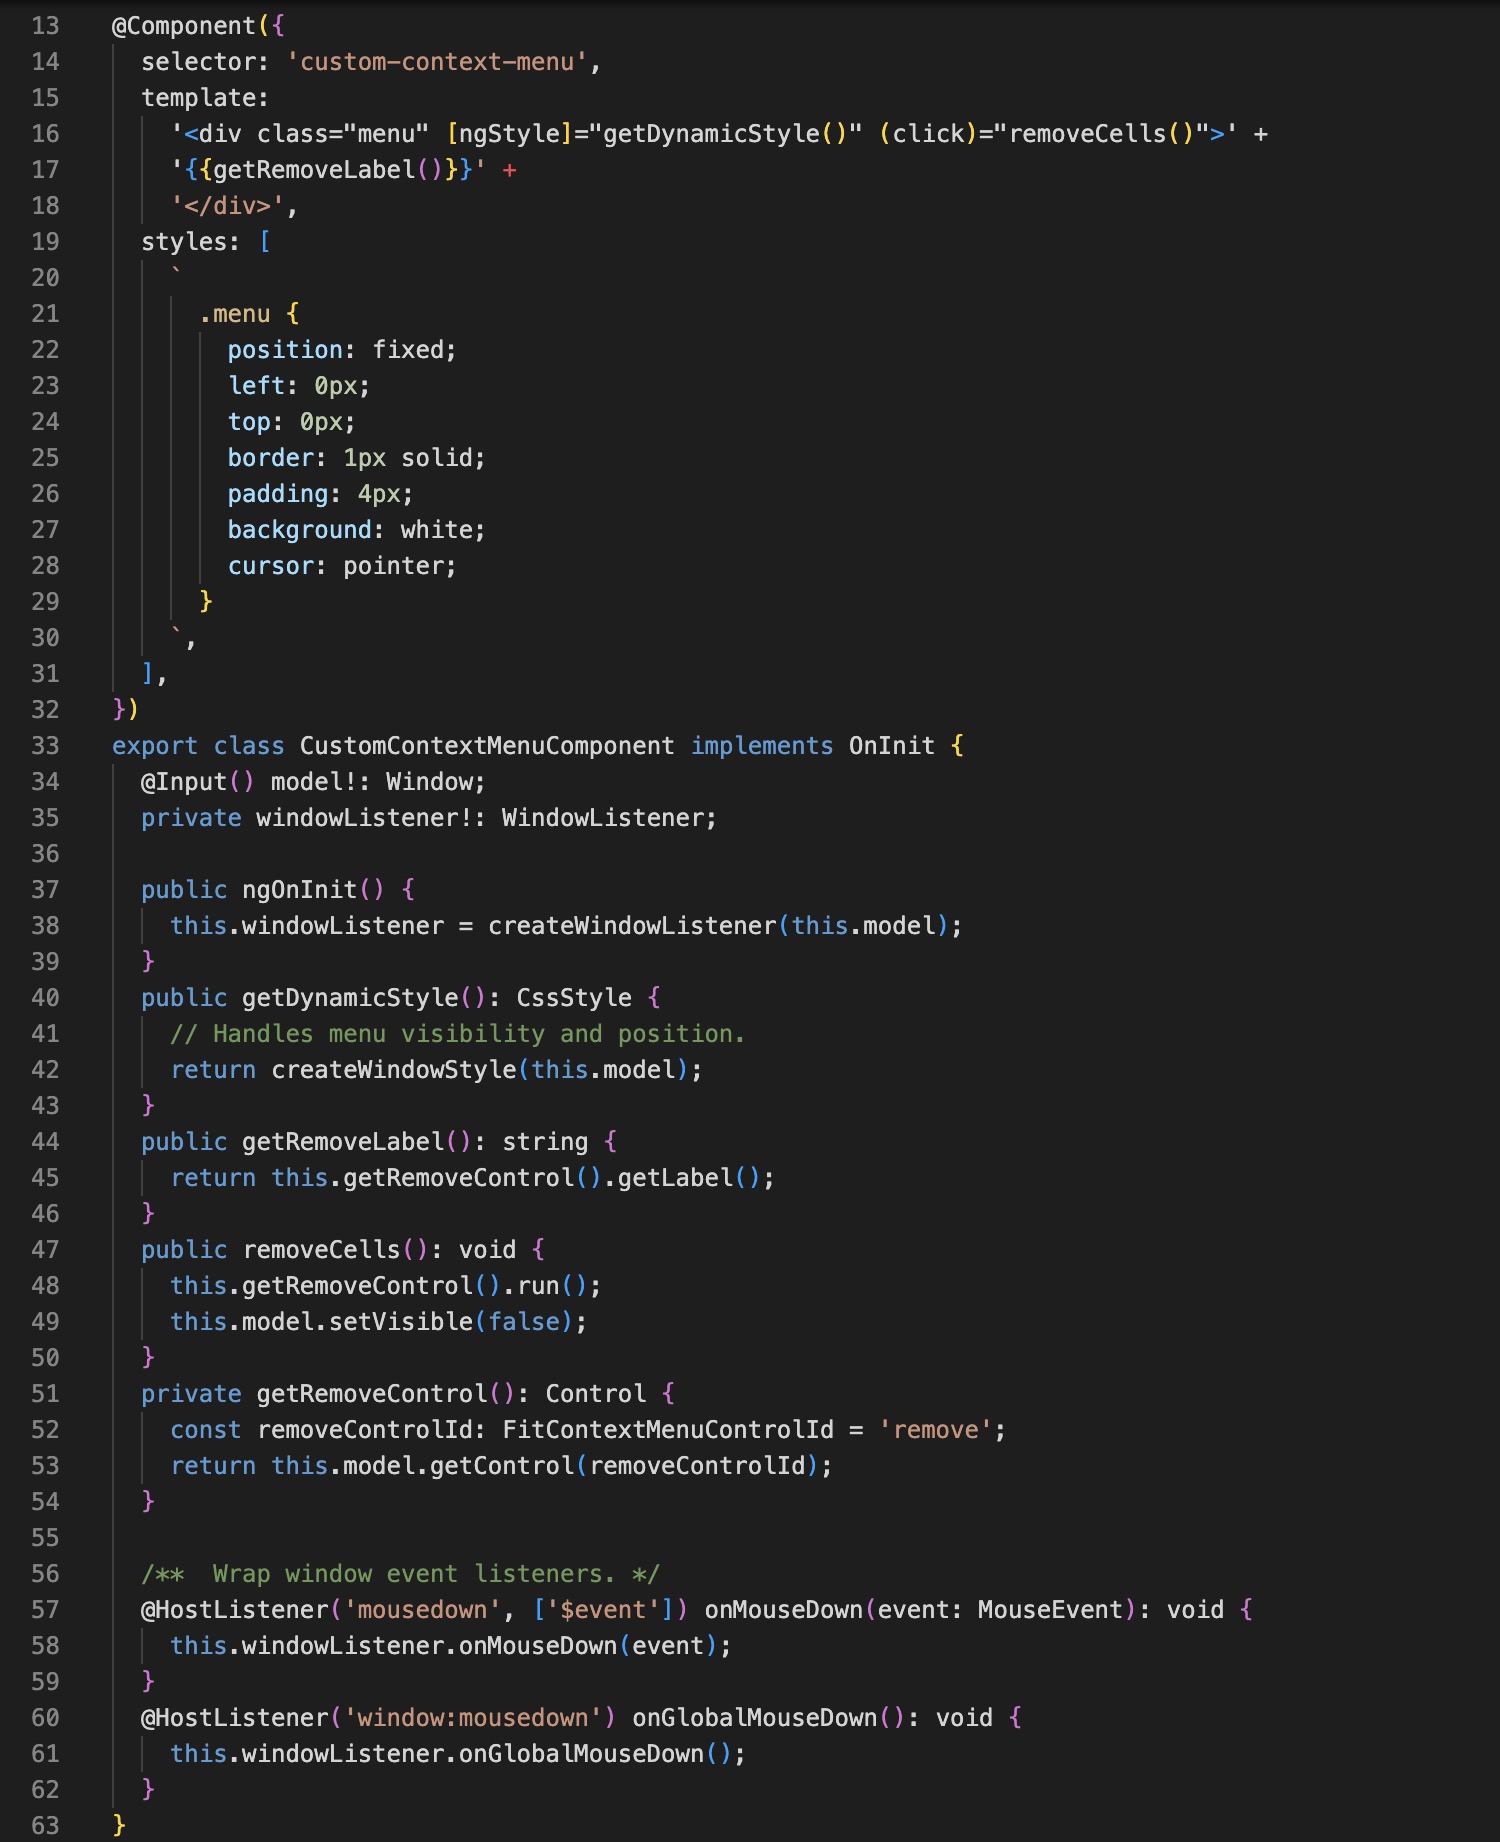 13 @Component({
14   selector: 'custom-context-menu',
15   template:
16     '<div class="menu" [ngStyle]="getDynamicStyle()" (click)="removeCells()">' +
17     '{{getRemoveLabel()}}' +
18     '</div>',
19   styles: [
20     `
21       .menu {
22         position: fixed;
23         left: 0px;
24         top: 0px;
25         border: 1px solid;
26         padding: 4px;
27         background: white;
28         cursor: pointer;
29       }
30     `,
31   ],
32 })
33 export class CustomContextMenuComponent implements OnInit {
34   @Input() model!: Window;
35   private windowListener!: WindowListener;
36
37   public ngOnInit() {
38     this.windowListener = createWindowListener(this.model);
39   }
40   public getDynamicStyle(): CssStyle {
41     // Handles menu visibility and position.
42     return createWindowStyle(this.model);
43   }
44   public getRemoveLabel(): string {
45     return this.getRemoveControl().getLabel();
46   }
47   public removeCells(): void {
48     this.getRemoveControl().run();
49     this.model.setVisible(false);
50   }
51   private getRemoveControl(): Control {
52     const removeControlId: FitContextMenuControlId = 'remove';
53     return this.model.getControl(removeControlId);
54   }
55
56   /**  Wrap window event listeners. */
57   @HostListener('mousedown', ['$event']) onMouseDown(event: MouseEvent): void {
58     this.windowListener.onMouseDown(event);
59   }
60   @HostListener('window:mousedown') onGlobalMouseDown(): void {
61     this.windowListener.onGlobalMouseDown();
62   }
63 }